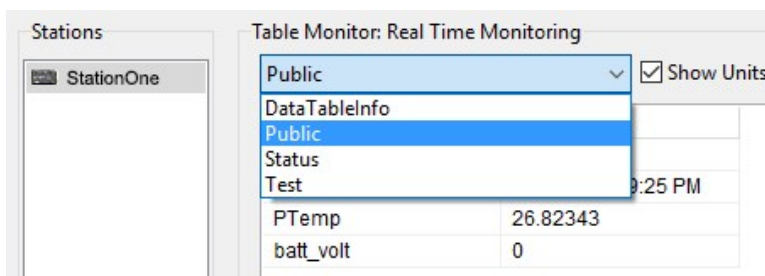 Stations
Table Monitor: Real Time Monitoring
StationOne
Public
Show Units
DataTableInfo
Public
Status
Test
9:25 PM
PTemp 26.82343
batt_volt 0